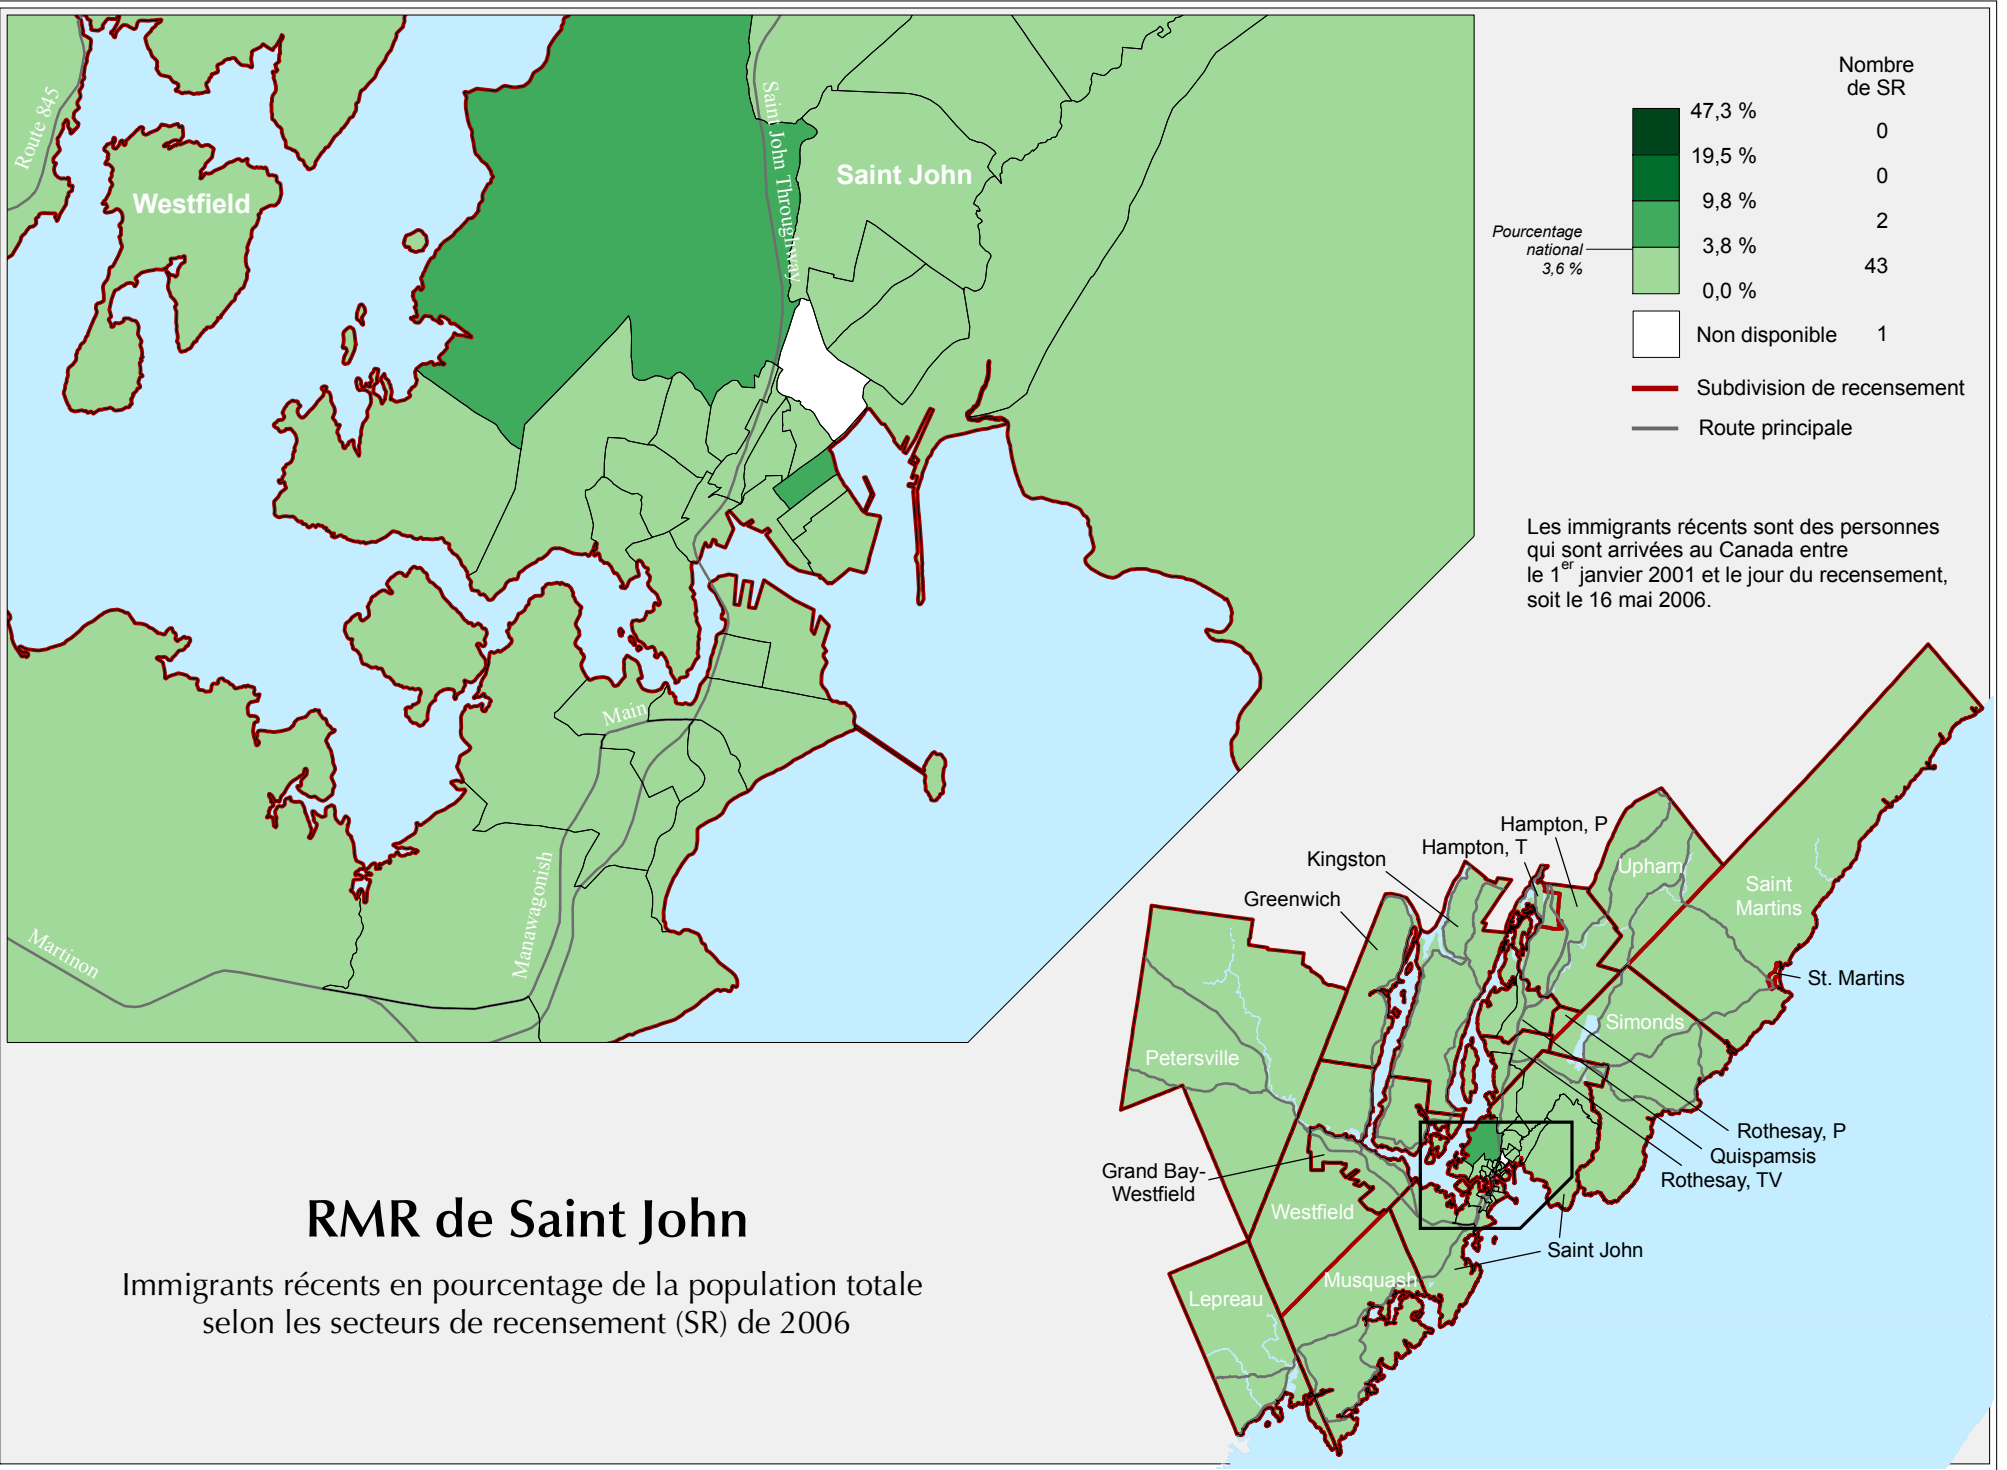 Route 845
Westfield
Saint John Throughway
Saint John
Main
Manawagonish
Martinon
Nombre
de SR
47,3 %
0
19,5 %
0
9,8 %
2
3,8 %
43
0,0 %
Pourcentage
national
3,6 %
Non disponible 1
Subdivision de recensement
Route principale
Les immigrants récents sont des personnes
qui sont arrivées au Canada entre
le 1er janvier 2001 et le jour du recensement,
soit le 16 mai 2006.
Hampton, P
Hampton, T
Kingston
Greenwich
Upham
Saint
Martins
St. Martins
Simonds
Petersville
Rothesay, P
Quispamsis
Rothesay, TV
Grand Bay-
Westfield
Westfield
Saint John
Musquash
Lepreau
RMR de Saint John
Immigrants récents en pourcentage de la population totale
selon les secteurs de recensement (SR) de 2006